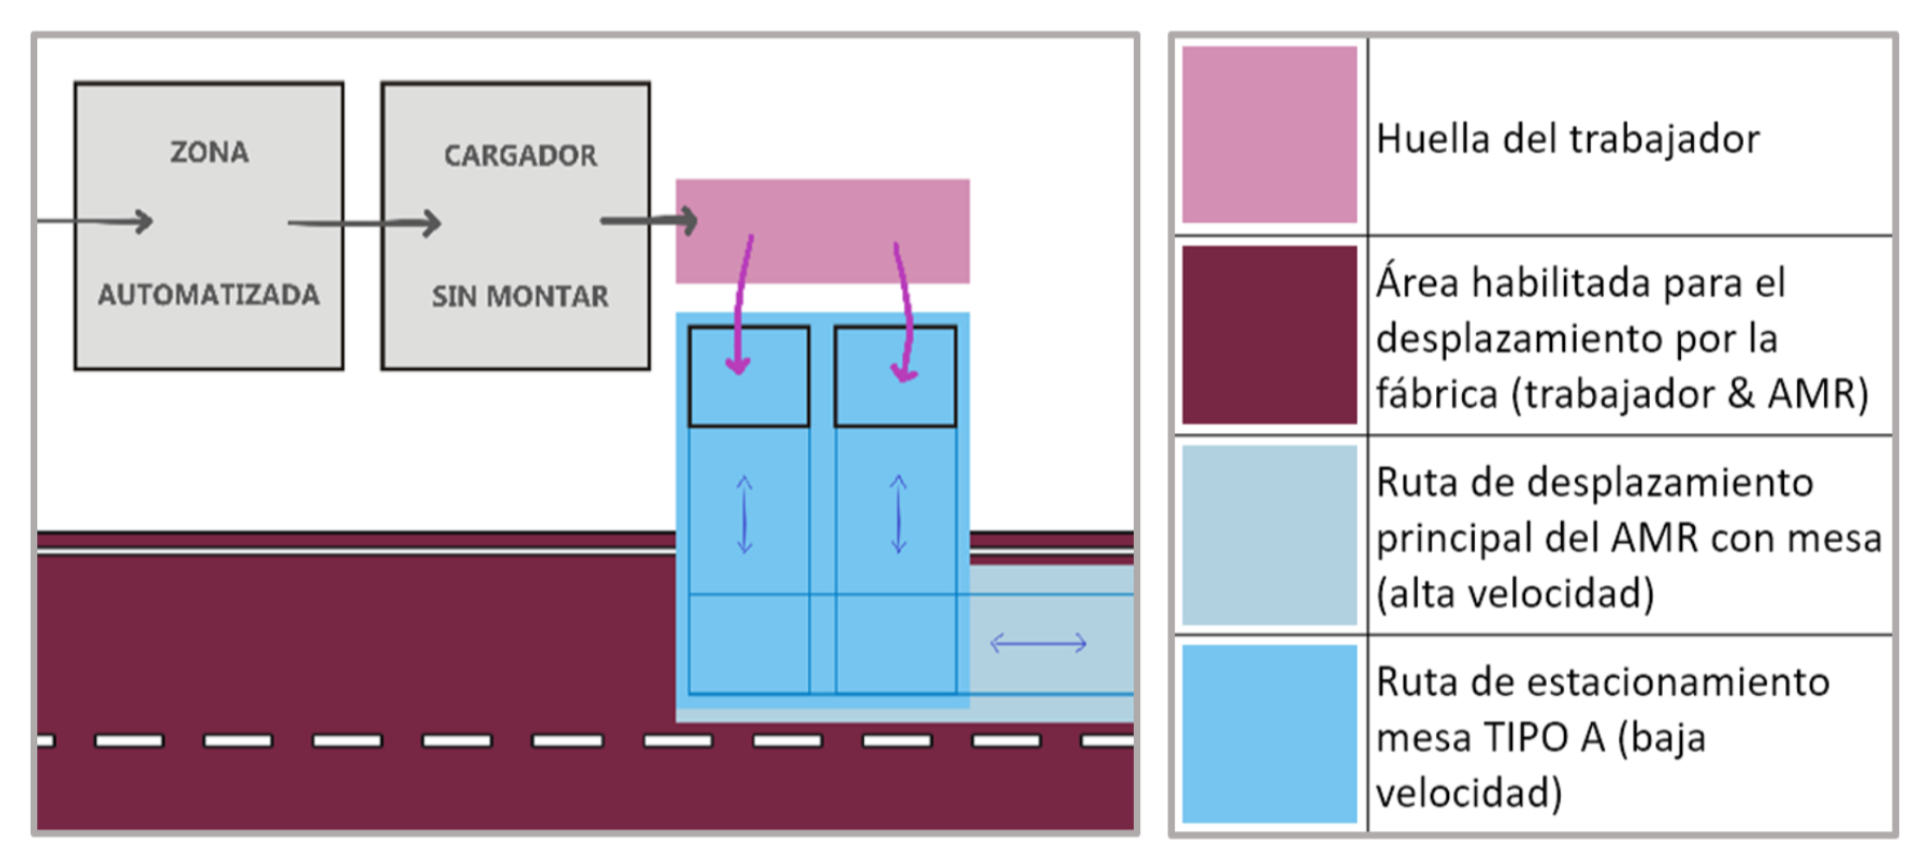 ZONA
AUTOMATIZADA
CARGADOR
SIN MONTAR
Huella del trabajador
Área habilitada para el
desplazamiento por la
fábrica (trabajador & AMR)
Ruta de desplazamiento
principal del AMR con mesa
(alta velocidad)
Ruta de estacionamiento
mesa TIPO A (baja
velocidad)